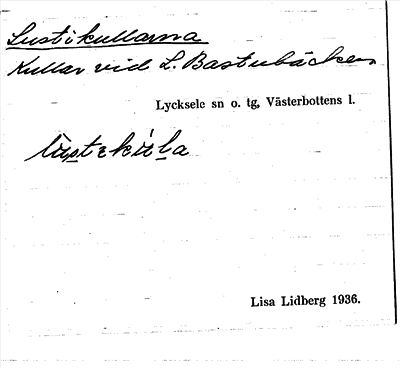 Lustikullarna
Kullar vid L. Bastubäcken
Lycksele sn o. tg, Västerbottens l.
Lisa Lidberg 1936.